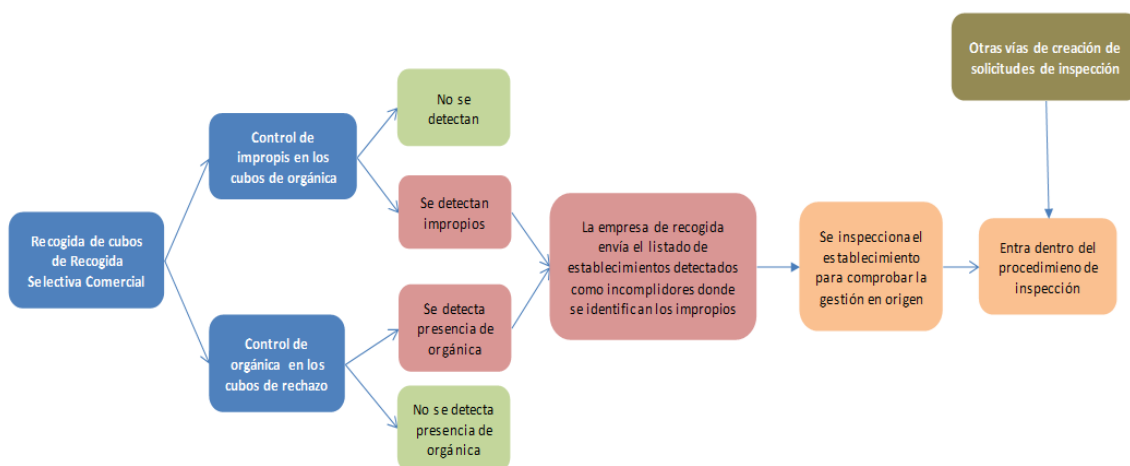 Otras vías de creación de
solicitudes de inspección
No se
detectan
Control de
impropis en los
cubos de orgánica
Se detectan
impropios
Recogida de cubos
de Recogida
Selectiva Comercial
La empresa de recogida
envía el listado de
establecimientos detectados
como incomplidores donde
se identifican los impropios
Se inspecciona el
establecimiento
para comprobar la
gestión en origen
Entra dentro del
procedimieno de
inspección
Se detecta
presencia de
orgánica
Control de
orgánica en los
cubos de rechazo
No se detecta
presencia de
orgánica